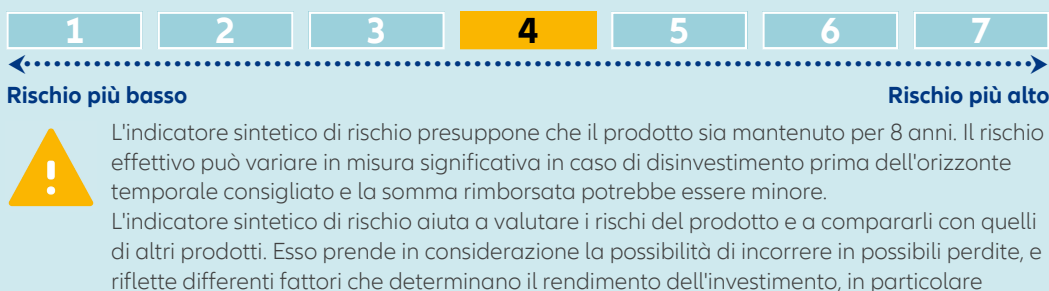 1 2 3 4 5 6 7
Rischio più basso Rischio più alto
L'indicatore sintetico di rischio presuppone che il prodotto sia mantenuto per 8 anni. Il rischio
effettivo può variare in misura significativa in caso di disinvestimento prima dell'orizzonte
temporale consigliato e la somma rimborsata potrebbe essere minore.
L'indicatore sintetico di rischio aiuta a valutare i rischi del prodotto e a compararli con quelli
di altri prodotti. Esso prende in considerazione la possibilità di incorrere in possibili perdite, e
riflette differenti fattori che determinano il rendimento dell'investimento, in particolare